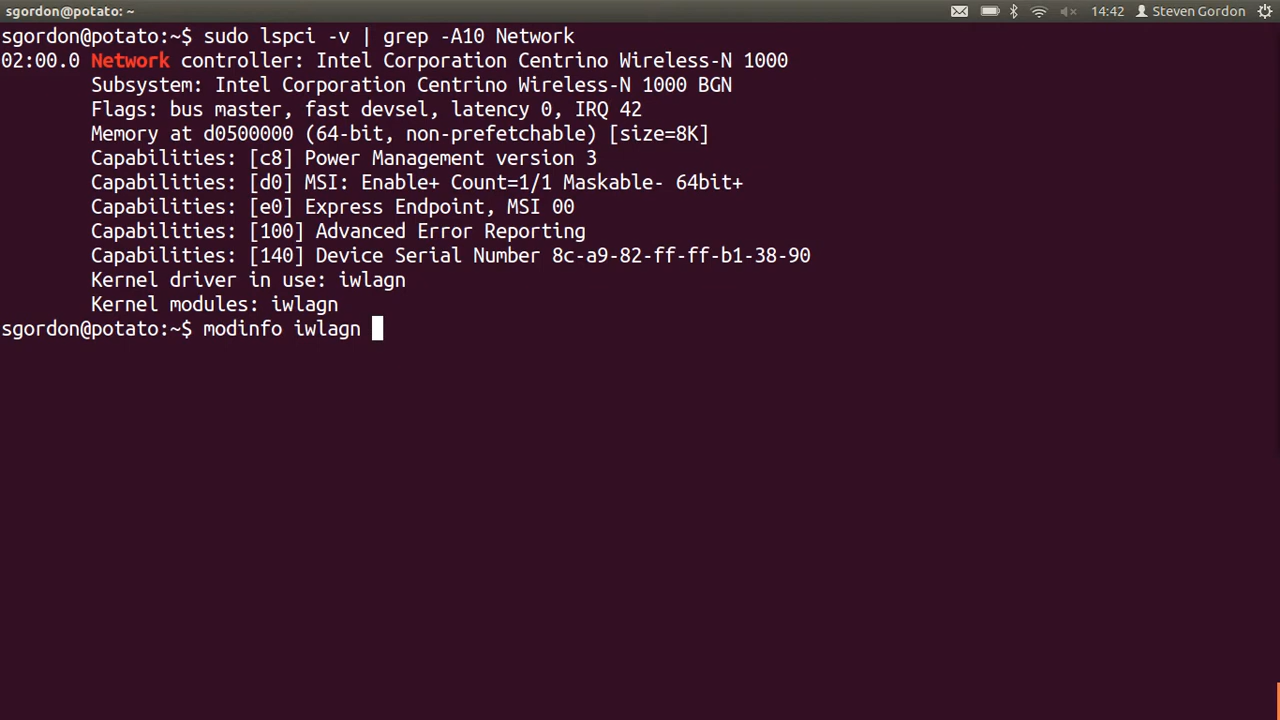 sgordon@potato: ~ 14:42 Steven Gordon
sgordon@potato:~$ sudo lspci -v | grep -A10 Network
02:00.0 Network controller: Intel Corporation Centrino Wireless-N 1000
Subsystem: Intel Corporation Centrino Wireless-N 1000 BGN
Flags: bus master, fast devsel, latency 0, IRQ 42
Memory at d0500000 (64-bit, non-prefetchable) [size=8K]
Capabilities: [c8] Power Management version 3
Capabilities: [d0] MSI: Enable+ Count=1/1 Maskable- 64bit+
Capabilities: [e0] Express Endpoint, MSI 00
Capabilities: [100] Advanced Error Reporting
Capabilities: [140] Device Serial Number 8c-a9-82-ff-ff-b1-38-90
Kernel driver in use: iwlagn
Kernel modules: iwlagn
sgordon@potato:~$ modinfo iwlagn